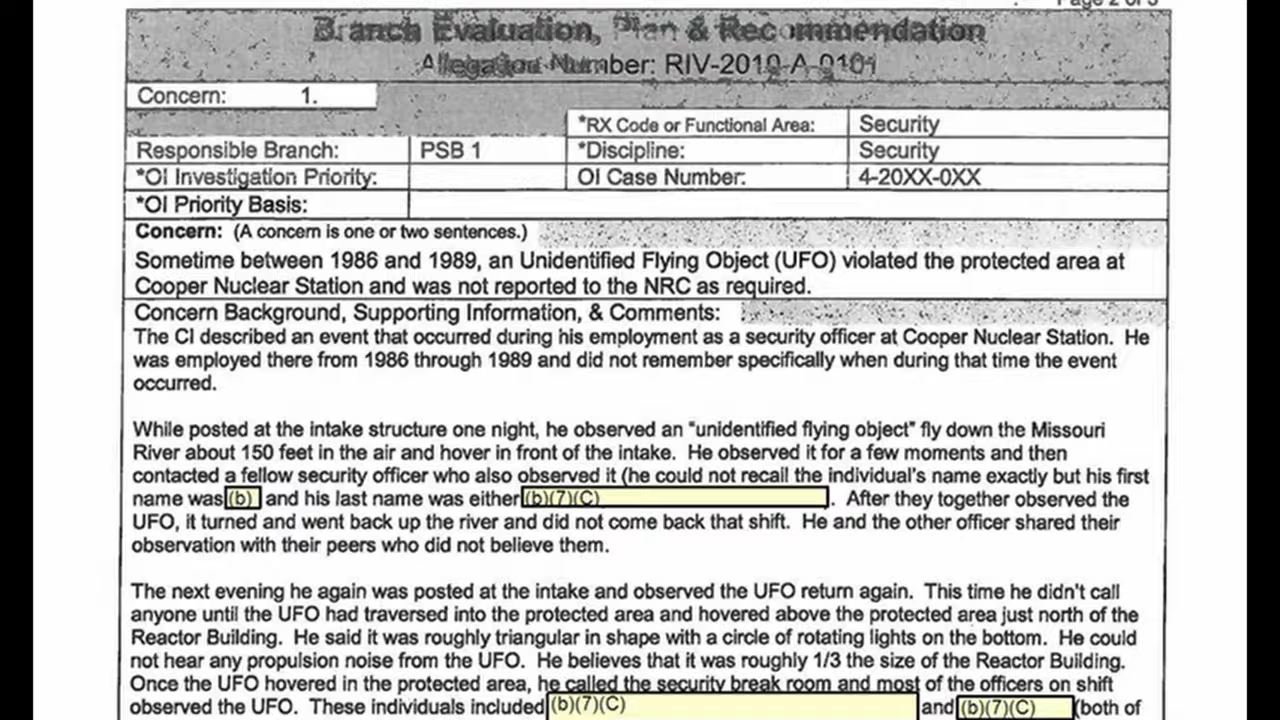 Page 2 of 3
Branch Evaluation, Plan & Recommendation
Allegation Number: RIV-2010-A-0101
Concern: 1.
*RX Code or Functional Area: Security
Responsible Branch: PSB 1 *Discipline: Security
*OI Investigation Priority: OI Case Number: 4-20XX-0XX
*OI Priority Basis:
Concern: (A concern is one or two sentences.)
Sometime between 1986 and 1989, an Unidentified Flying Object (UFO) violated the protected area at
Cooper Nuclear Station and was not reported to the NRC as required.
Concern Background, Supporting Information, & Comments:
The CI described an event that occurred during his employment as a security officer at Cooper Nuclear Station. He
was employed there from 1986 through 1989 and did not remember specifically when during that time the event
occurred.
While posted at the intake structure one night, he observed an "unidentified flying object" fly down the Missouri
River about 150 feet in the air and hover in front of the intake. He observed it for a few moments and then
contacted a fellow security officer who also observed it (he could not recall the individual's name exactly but his first
name was (b) and his last name was either (b)(7)(C) . After they together observed the
UFO, it turned and went back up the river and did not come back that shift. He and the other officer shared their
observation with their peers who did not believe them.
The next evening he again was posted at the intake and observed the UFO return again. This time he didn't call
anyone until the UFO had traversed into the protected area and hovered above the protected area just north of the
Reactor Building. He said it was roughly triangular in shape with a circle of rotating lights on the bottom. He could
not hear any propulsion noise from the UFO. He believes that it was roughly 1/3 the size of the Reactor Building.
Once the UFO hovered in the protected area, he called the security break room and most of the officers on shift
observed the UFO. These individuals included (b)(7)(C) and (b)(7)(C) (both of